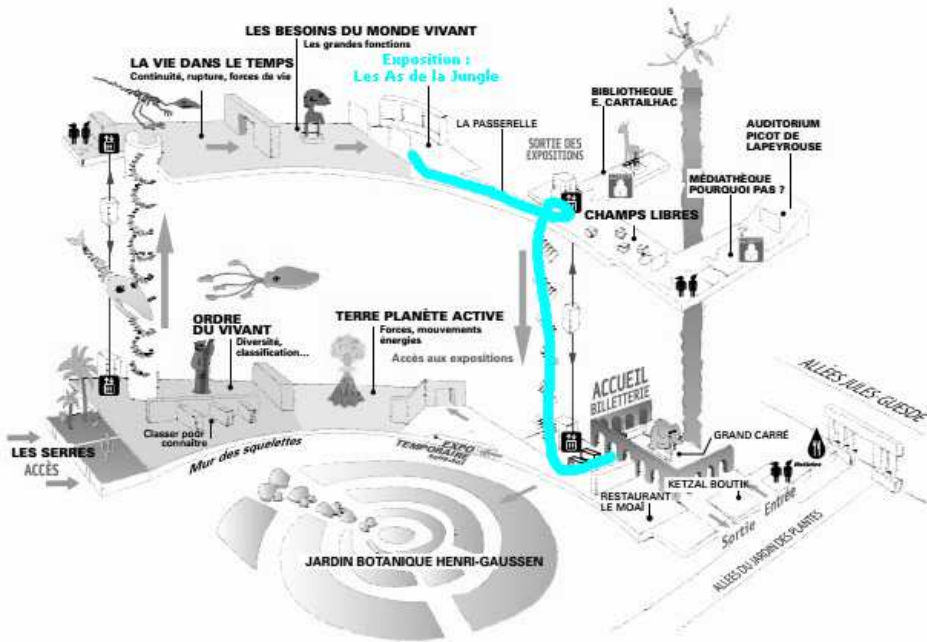 LES BESOINS DU MONDE VIVANT
Les grandes fonctions
LA VIE DANS LE TEMPS
Continuité, rupture, forces de vie
Exposition :
Les As de la Jungle
LA PASSERELLE
SORTIE DES
EXPOSITIONS
BIBLIOTHEQUE
E. CARTAILHAC
AUDITORIUM
PICOT DE
LAPEYROUSE
MÉDIATHÈQUE
POURQUOI PAS ?
CHAMPS LIBRES
ORDRE
DU VIVANT
Diversité,
classification...
TERRE PLANÈTE ACTIVE
Forces, mouvements
énergies
Accès aux expositions
ACCUEIL
BILLETTERIE
ALLÉES JULES GUESDE
LES SERRES
ACCÈS
Classer pour
connaître
Mur des squelettes
EXPO
TEMPORAIRE
GRAND CARRÉ
KETZAL BOUTIK
RESTAURANT
LE MOAÏ
Sortie
Entrée
ALLÉES DU JARDIN DES PLANTES
JARDIN BOTANIQUE HENRI-GAUSSEN